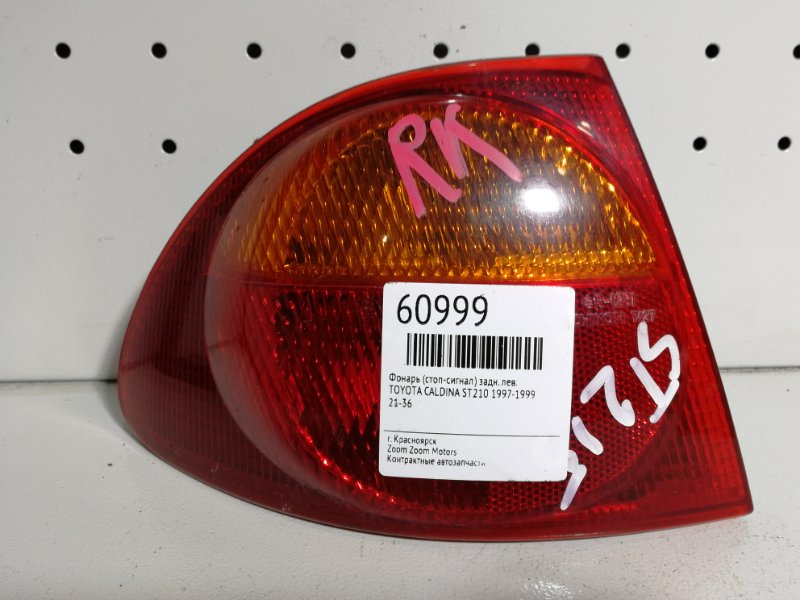 RK
60999
Фонарь (стоп-сигнал) задн. лев.
TOYOTA CALDINA ST210 1997-1999
21-36
г. Красноярск
Zoom Zoom Motors
Контрактные автозапчасти
ST215